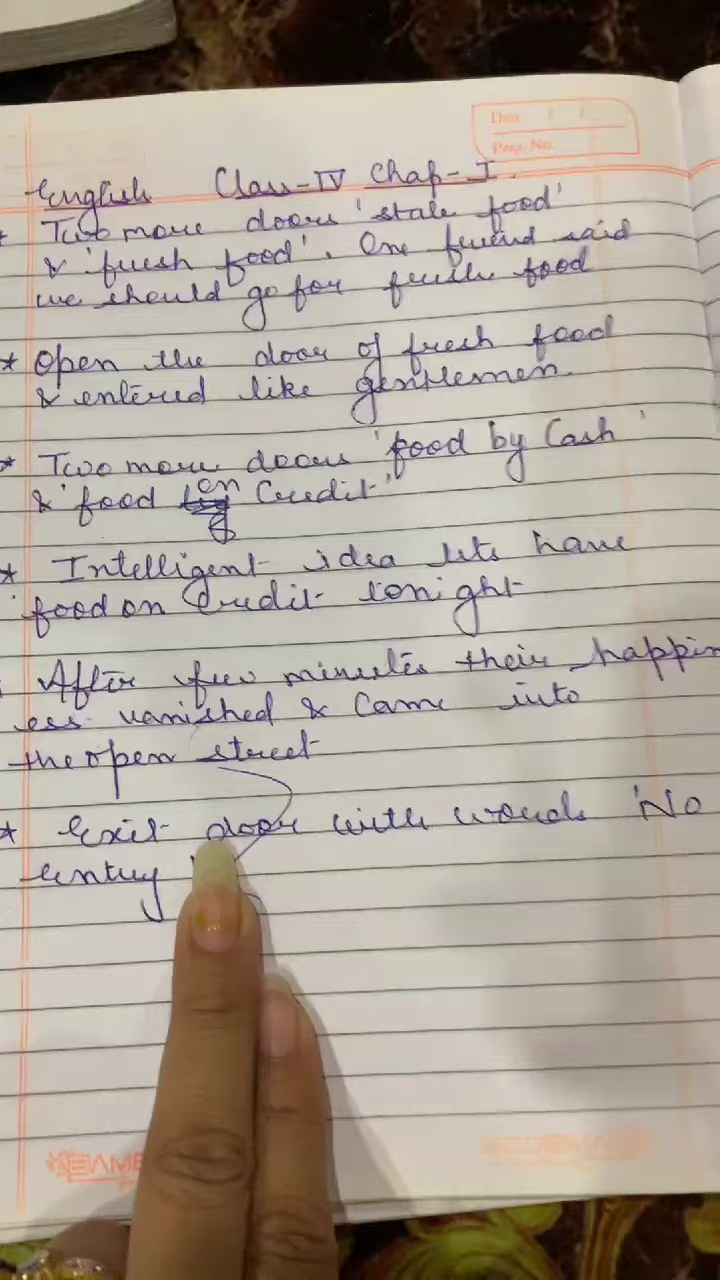 Date / /
Page No.
English Class-IV Chap-I.
* Two more doors 'stale food'
& 'fresh food'. One friend said
we should go for fresh food
* Open the door of fresh food
& entered like gentlemen.
* Two more doors 'food by Cash'
& 'food on Credit'
* Intelligent idea lets have
food on Credit tonight
* After few minutes their happin
ess vanished & Came into
the open street
* Exit door with words 'No
entry'